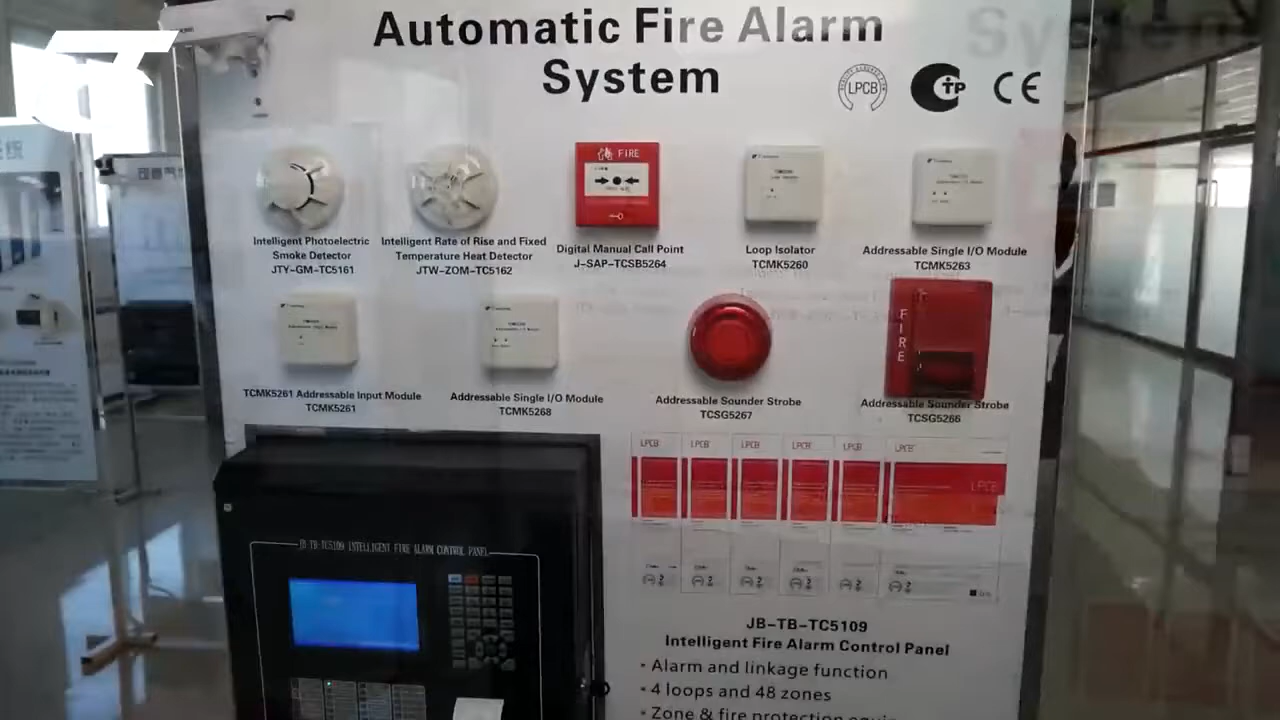 Automatic Fire Alarm
System
LPCB
CE
FIRE
Intelligent Photoelectric
Smoke Detector
JTY-GM-TC5161
Intelligent Rate of Rise and Fixed
Temperature Heat Detector
JTW-ZOM-TC5162
Digital Manual Call Point
J-SAP-TCSB5264
Loop Isolator
TCMK5260
Addressable Single I/O Module
TCMK5263
TCMK5261 Addressable Input Module
TCMK5261
Addressable Single I/O Module
TCMK5268
Addressable Sounder Strobe
TCSG5267
FIRE
Addressable Sounder Strobe
TCSG5266
LPCB LPCB LPCB LPCB LPCB LPCB
LPCB
JB-TB-TC5109 INTELLIGENT FIRE ALARM CONTROL PANEL
JB-TB-TC5109
Intelligent Fire Alarm Control Panel
• Alarm and linkage function
• 4 loops and 48 zones
• Zone & fire protection